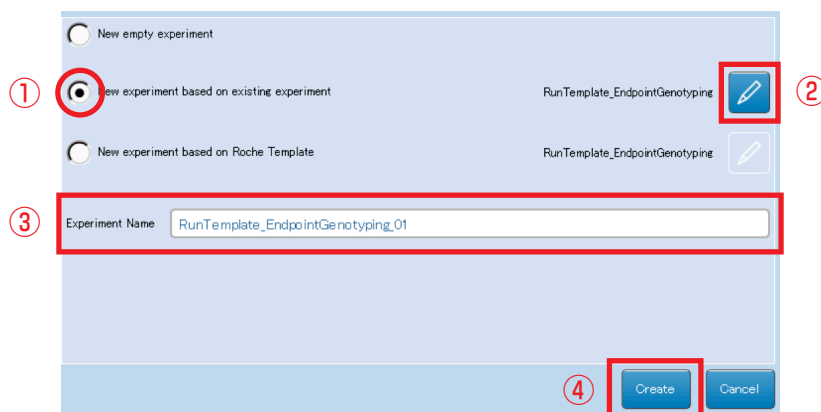 New empty experiment
① New experiment based on existing experiment RunTemplate_EndpointGenotyping ②
New experiment based on Roche Template RunTemplate_EndpointGenotyping
③ Experiment Name RunTemplate_EndpointGenotyping_01
④ Create Cancel